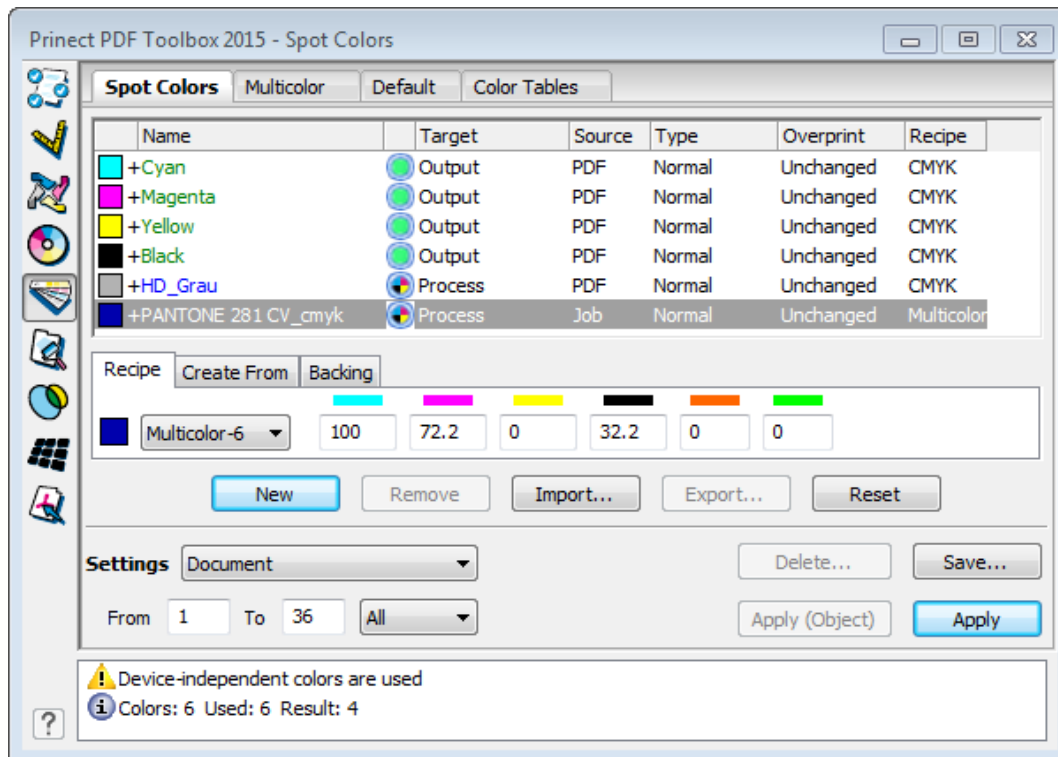 Prinect PDF Toolbox 2015 - Spot Colors
Spot Colors Multicolor Default Color Tables
Name Target Source Type Overprint Recipe
+Cyan Output PDF Normal Unchanged CMYK
+Magenta Output PDF Normal Unchanged CMYK
+Yellow Output PDF Normal Unchanged CMYK
+Black Output PDF Normal Unchanged CMYK
+HD_Grau Process PDF Normal Unchanged CMYK
+PANTONE 281 CV_cmyk Process Job Normal Unchanged Multicolor
Recipe Create From Backing
Multicolor-6 100 72.2 0 32.2 0 0
New Remove Import... Export... Reset
Settings Document Delete... Save...
From 1 To 36 All Apply (Object) Apply
Device-independent colors are used
Colors: 6 Used: 6 Result: 4
?